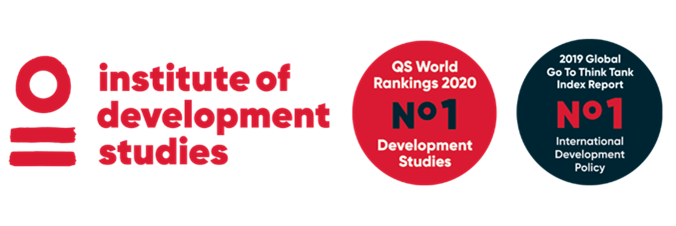 institute of
development
studies
QS World
Rankings 2020
Nº1
Development
Studies
2019 Global
Go To Think Tank
Index Report
Nº1
International
Development
Policy